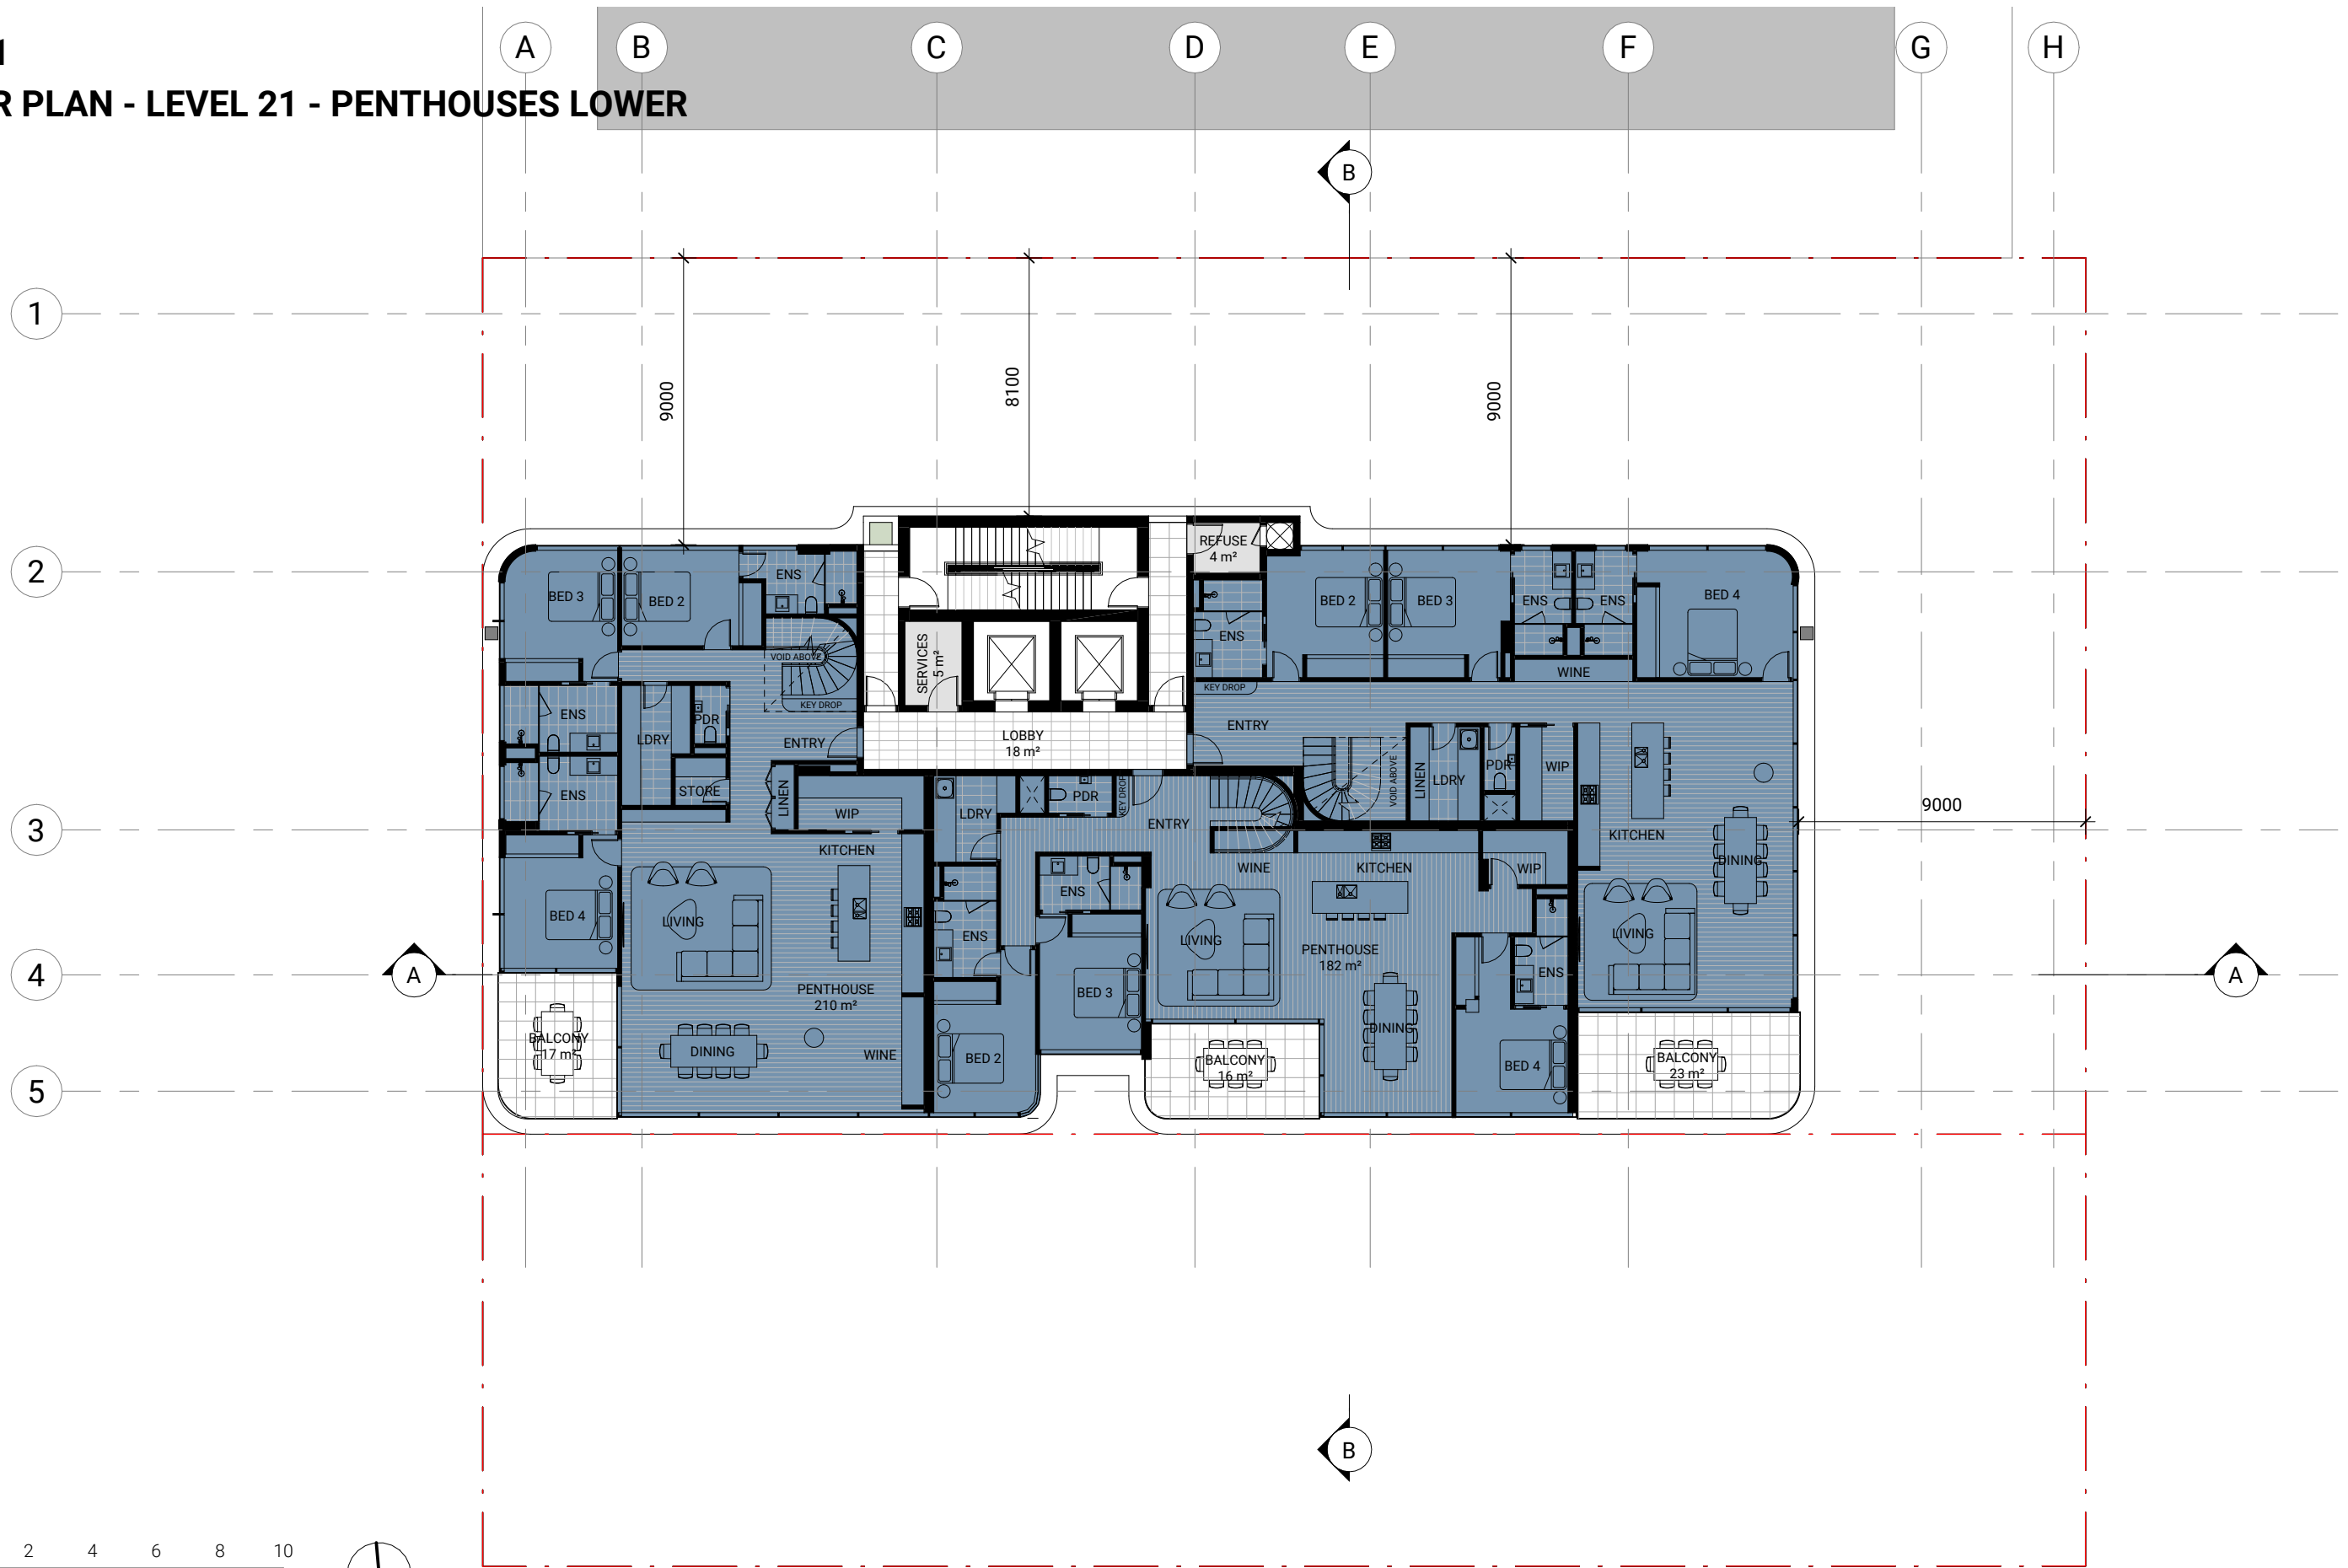 A B C D E F G H
R PLAN - LEVEL 21 - PENTHOUSES LOWER
B
1
9000
8100
9000
2
REFUSE
4 m²
ENS
BED 3
BED 2
BED 2
BED 3
ENS
ENS
BED 4
ENS
VOID ABOVE
SERVICES
5 m²
WINE
KEY DROP
KEY DROP
ENS
PDR
LDRY
ENTRY
LOBBY
18 m²
ENTRY
STORE
LINEN
ENS
WIP
LDRY
PDR
KEY DROP
ENTRY
VOID ABOVE
LINEN
LDRY
PDR
WIP
9000
3
KITCHEN
KITCHEN
DINING
WINE
KITCHEN
WIP
ENS
BED 4
LIVING
ENS
LIVING
PENTHOUSE
182 m²
LIVING
4
A
A
ENS
PENTHOUSE
210 m²
BED 3
DINING
BALCONY
17 m²
DINING
WINE
BED 2
BALCONY
16 m²
BED 4
BALCONY
23 m²
5
B
2 4 6 8 10